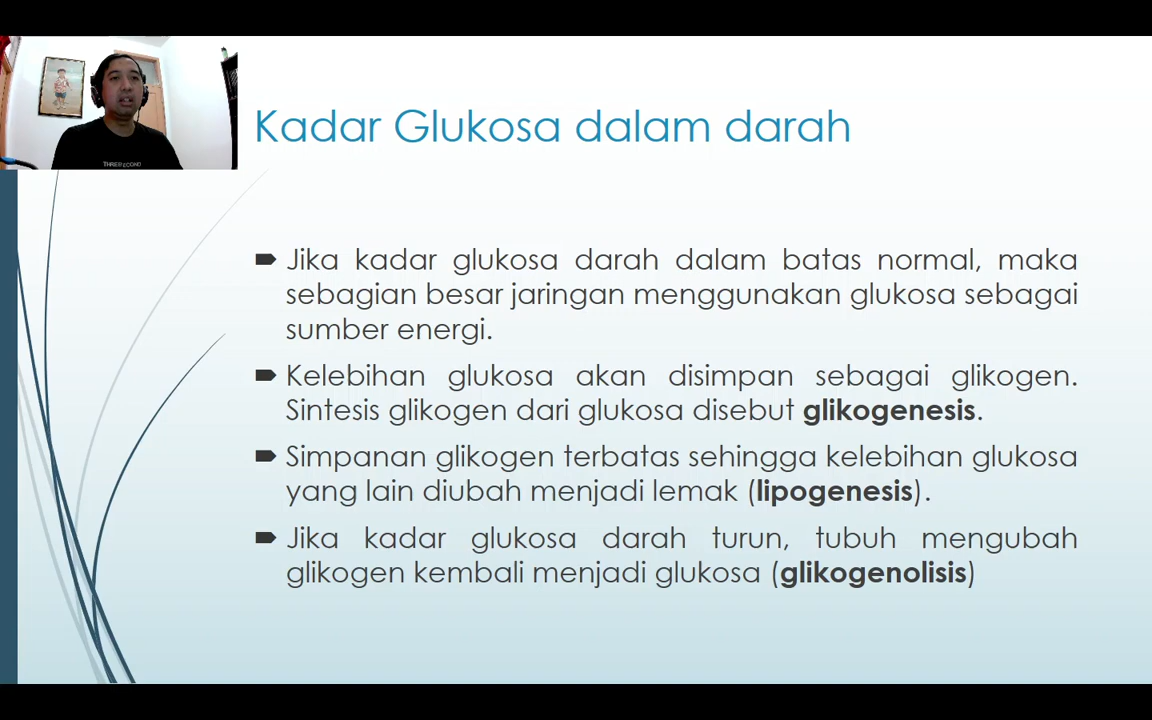 Kadar Glukosa dalam darah
Jika kadar glukosa darah dalam batas normal, maka
sebagian besar jaringan menggunakan glukosa sebagai
sumber energi.
Kelebihan glukosa akan disimpan sebagai glikogen.
Sintesis glikogen dari glukosa disebut glikogenesis.
Simpanan glikogen terbatas sehingga kelebihan glukosa
yang lain diubah menjadi lemak (lipogenesis).
Jika kadar glukosa darah turun, tubuh mengubah
glikogen kembali menjadi glukosa (glikogenolisis)